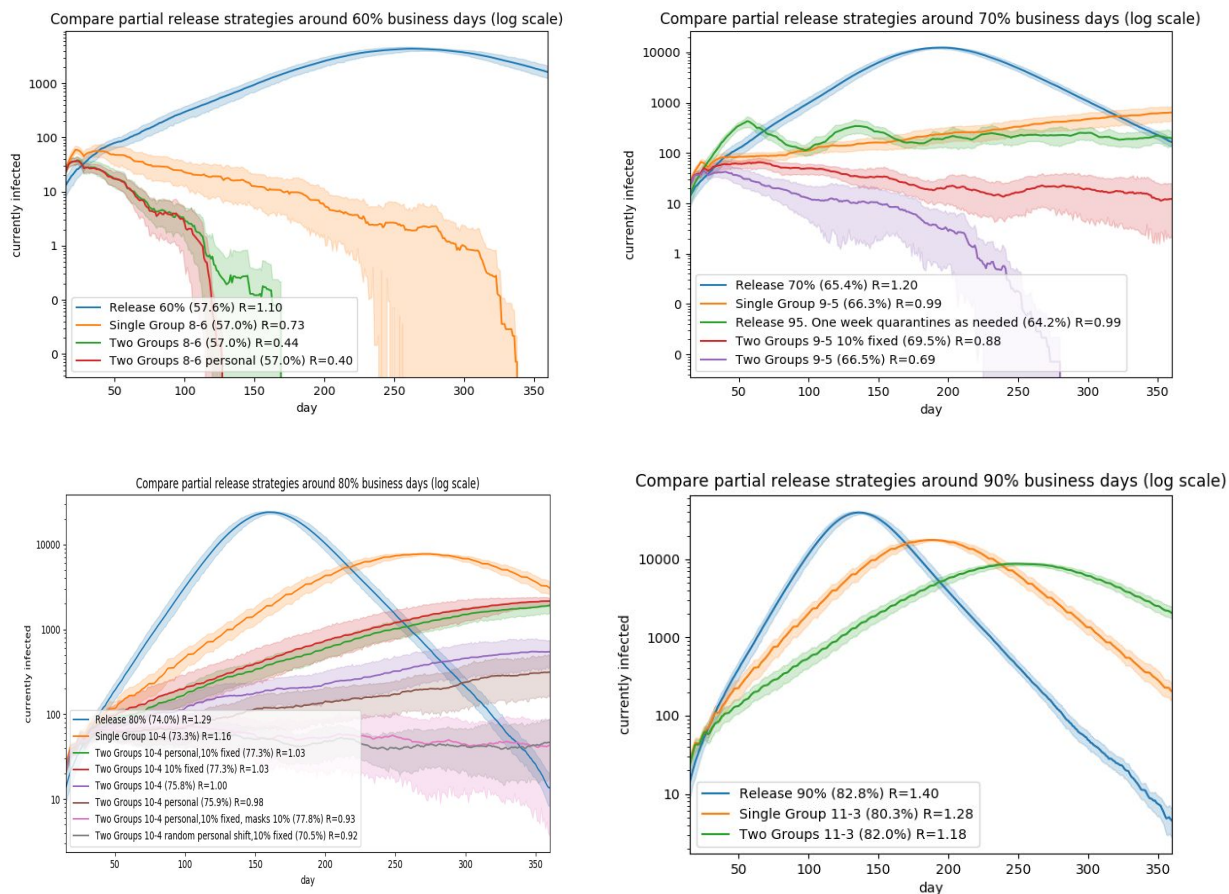 Compare partial release strategies around 60% business days (log scale)
1000
100
10
1
0
0
currently infected
Release 60% (57.6%) R=1.10
Single Group 8-6 (57.0%) R=0.73
Two Groups 8-6 (57.0%) R=0.44
Two Groups 8-6 personal (57.0%) R=0.40
50 100 150 200 250 300 350
day
Compare partial release strategies around 70% business days (log scale)
10000
1000
100
10
1
0
0
currently infected
Release 70% (65.4%) R=1.20
Single Group 9-5 (66.3%) R=0.99
Release 95. One week quarantines as needed (64.2%) R=0.99
Two Groups 9-5 10% fixed (69.5%) R=0.88
Two Groups 9-5 (66.5%) R=0.69
50 100 150 200 250 300 350
day
Compare partial release strategies around 80% business days (log scale)
10000
1000
100
10
currently infected
Release 80% (74.0%) R=1.29
Single Group 10-4 (73.3%) R=1.16
Two Groups 10-4 personal,10% fixed (77.3%) R=1.03
Two Groups 10-4 10% fixed (77.3%) R=1.03
Two Groups 10-4 (75.8%) R=1.00
Two Groups 10-4 personal (75.9%) R=0.98
Two Groups 10-4 personal,10% fixed, masks 10% (77.8%) R=0.93
Two Groups 10-4 random personal shift,10% fixed (70.5%) R=0.92
50 100 150 200 250 300 350
day
Compare partial release strategies around 90% business days (log scale)
10000
1000
100
10
currently infected
Release 90% (82.8%) R=1.40
Single Group 11-3 (80.3%) R=1.28
Two Groups 11-3 (82.0%) R=1.18
50 100 150 200 250 300 350
day